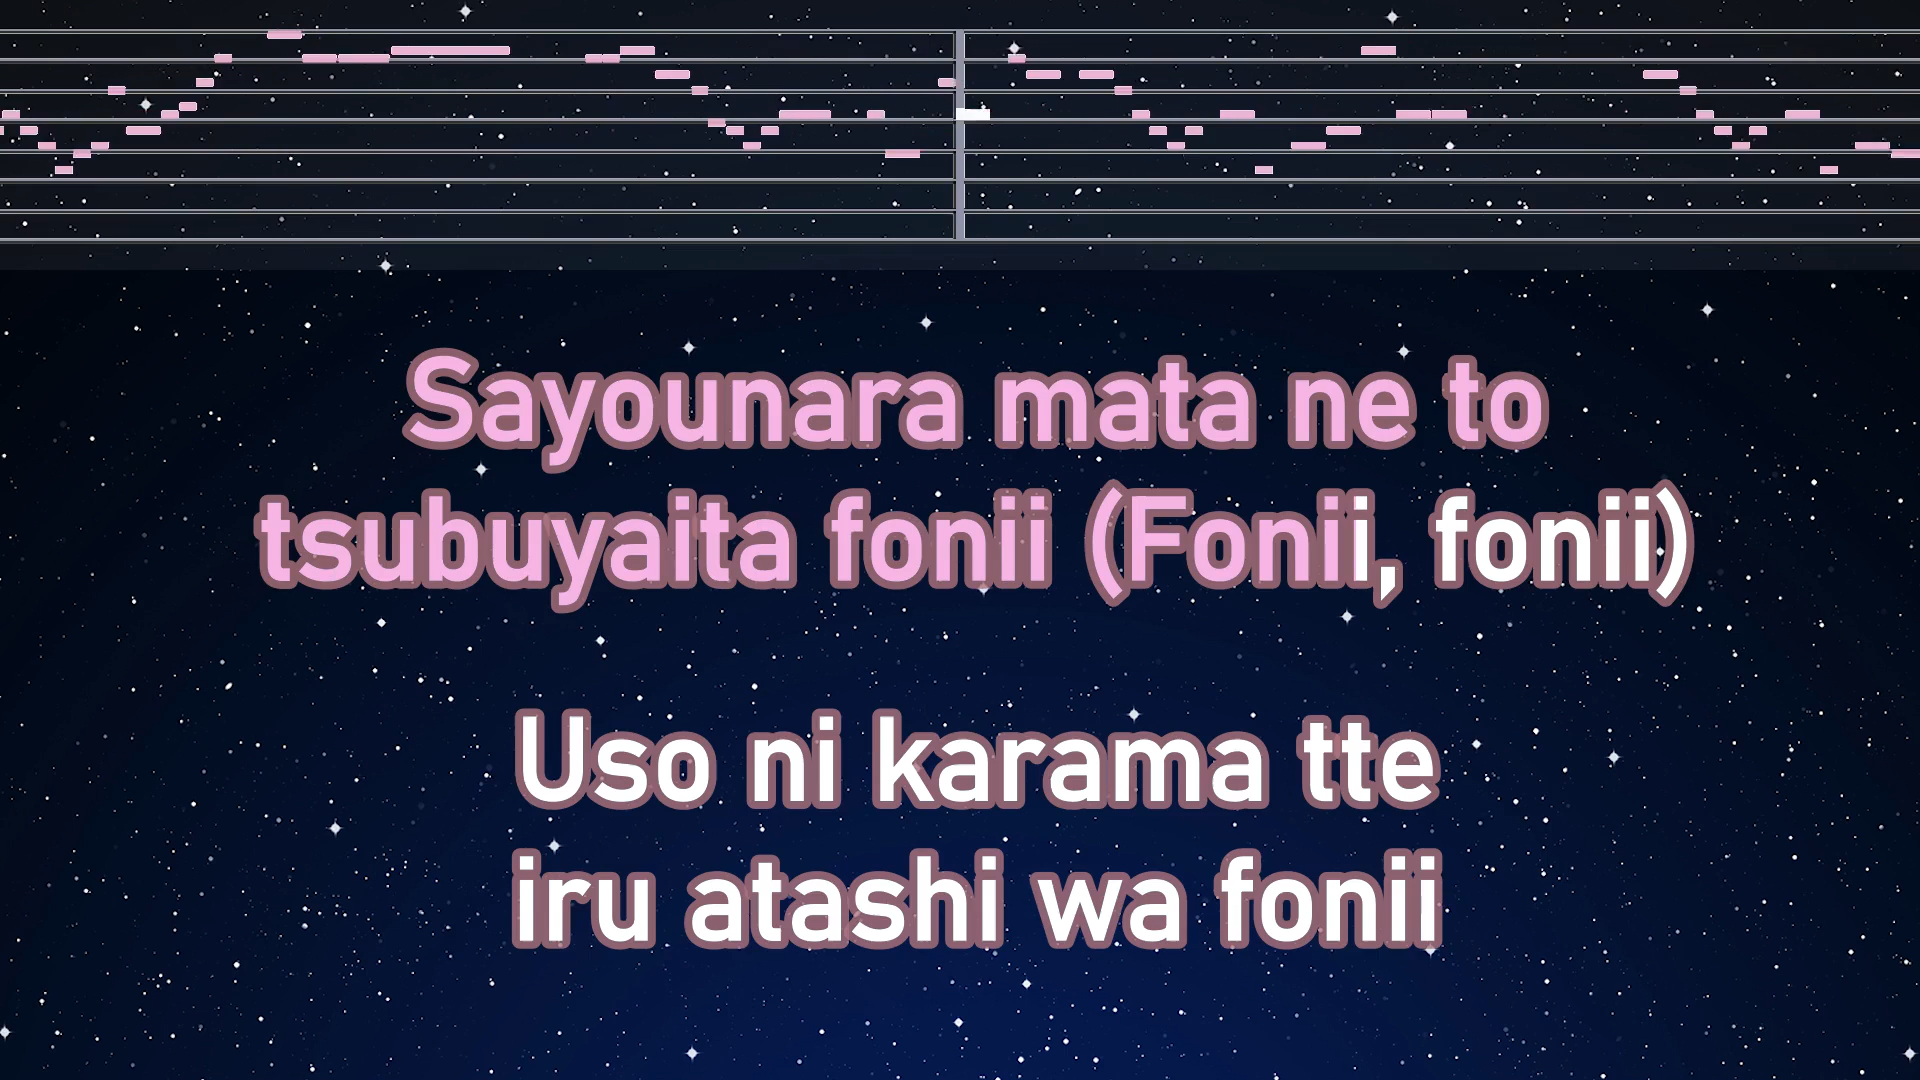 Sayounara mata ne to
tsubuyaita fonii (Fonii, fonii)
Uso ni karama tte
iru atashi wa fonii